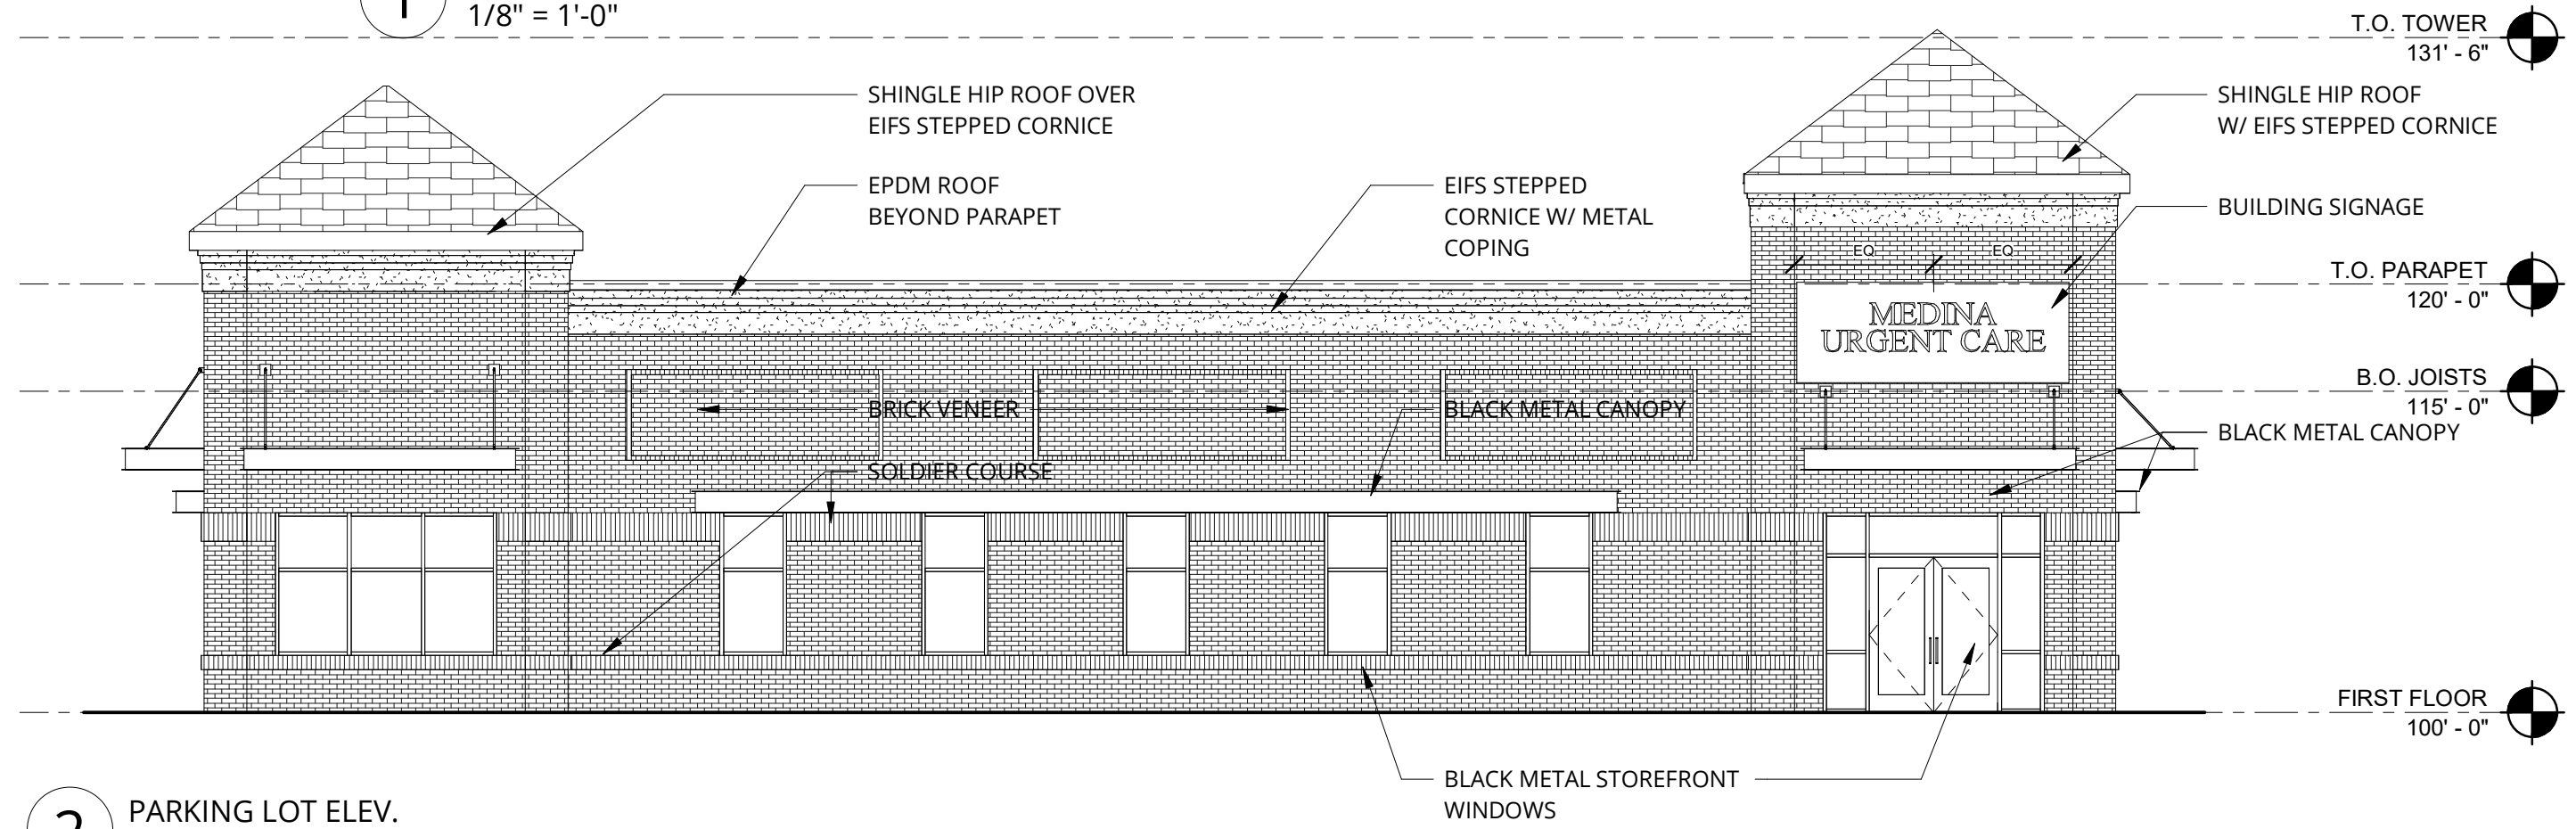 1/8" = 1'-0"
T.O. TOWER
131' - 6"
SHINGLE HIP ROOF OVER
EIFS STEPPED CORNICE
SHINGLE HIP ROOF
W/ EIFS STEPPED CORNICE
EPDM ROOF
BEYOND PARAPET
EIFS STEPPED
CORNICE W/ METAL
COPING
BUILDING SIGNAGE
EQ
EQ
T.O. PARAPET
120' - 0"
MEDINA
URGENT CARE
B.O. JOISTS
115' - 0"
BRICK VENEER
BLACK METAL CANOPY
BLACK METAL CANOPY
SOLDIER COURSE
FIRST FLOOR
100' - 0"
BLACK METAL STOREFRONT
WINDOWS
2
PARKING LOT ELEV.